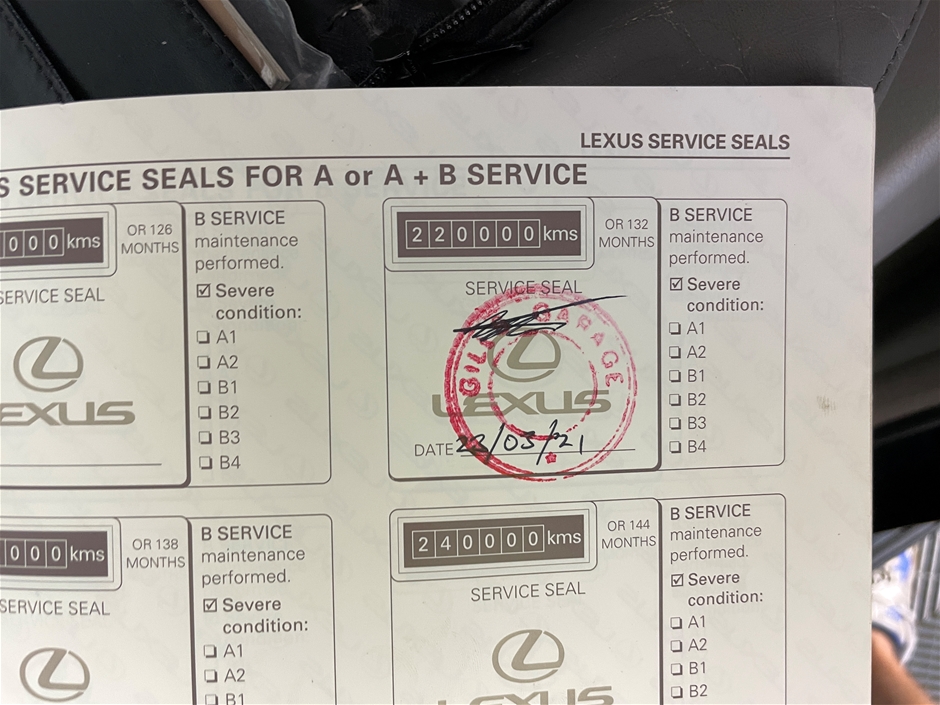 LEXUS SERVICE SEALS
S SERVICE SEALS FOR A or A + B SERVICE
000 kms
OR 126
MONTHS
SERVICE SEAL
LEXUS
B SERVICE
maintenance
performed.
☑ Severe
condition:
❏ A1
❏ A2
❏ B1
❏ B2
❏ B3
❏ B4
220000 kms
OR 132
MONTHS
SERVICE SEAL
GARAGE
LEXUS
DATE 22/03/21
B SERVICE
maintenance
performed.
☑ Severe
condition:
❏ A1
❏ A2
❏ B1
❏ B2
❏ B3
❏ B4
000 kms
OR 138
MONTHS
SERVICE SEAL
B SERVICE
maintenance
performed.
☑ Severe
condition:
❏ A1
❏ A2
❏ B1
240000 kms
OR 144
MONTHS
SERVICE SEAL
LEXUS
B SERVICE
maintenance
performed.
☑ Severe
condition:
❏ A1
❏ A2
❏ B1
❏ B2